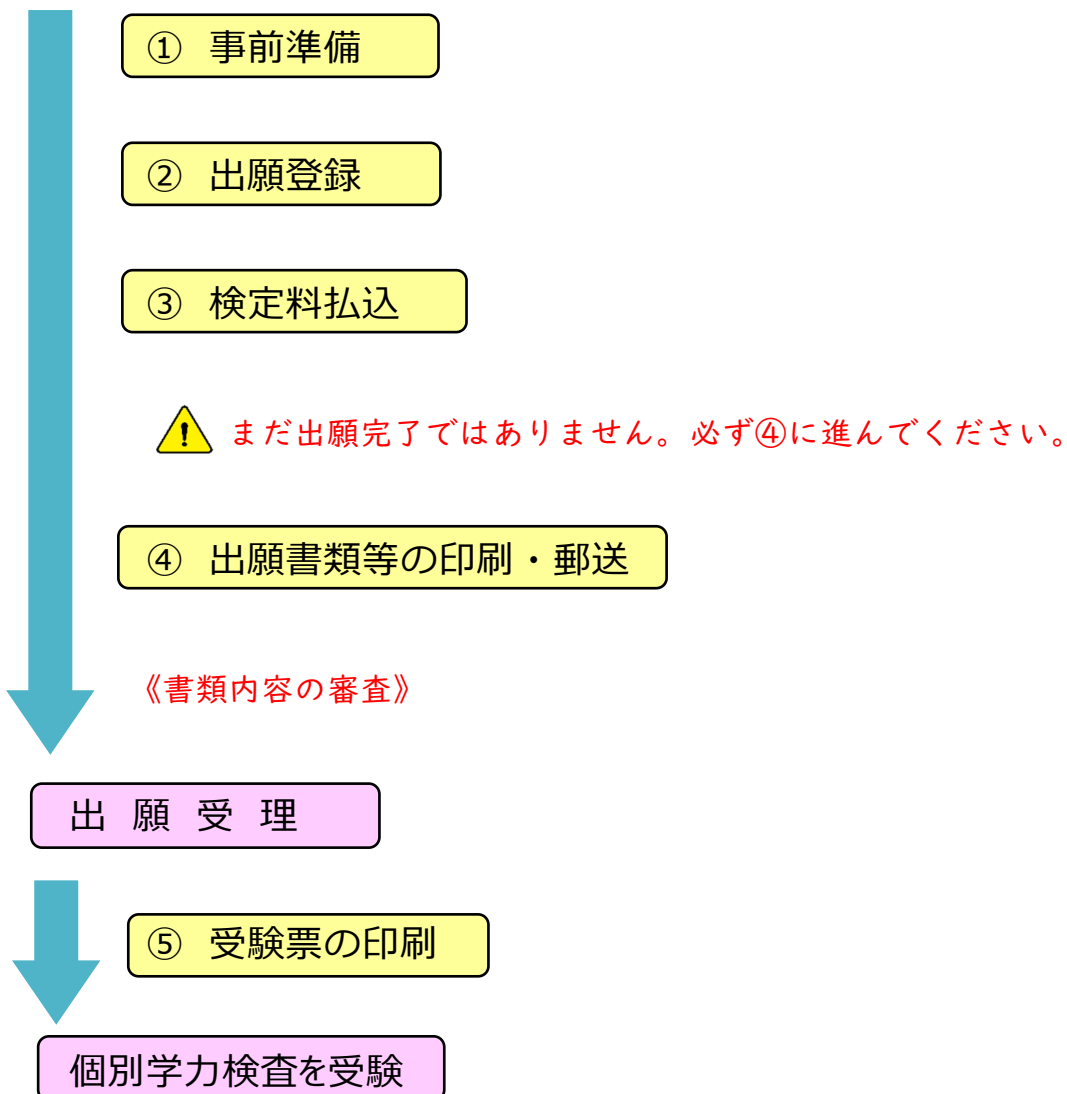 ① 事前準備
② 出願登録
③ 検定料払込
まだ出願完了ではありません。必ず④に進んでください。
④ 出願書類等の印刷・郵送
《書類内容の審査》
出 願 受 理
⑤ 受験票の印刷
個別学力検査を受験